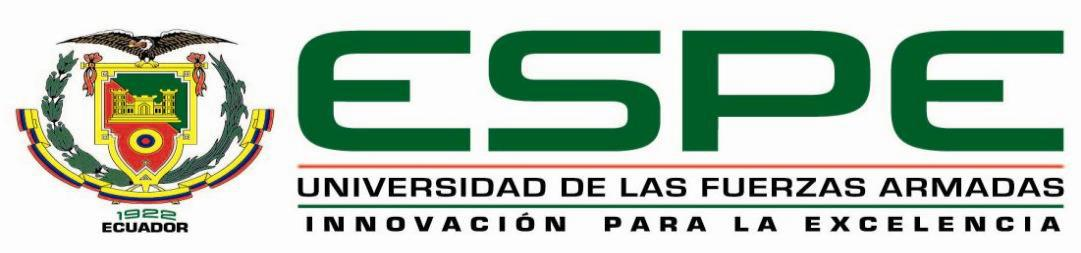 ESPE
UNIVERSIDAD DE LAS FUERZAS ARMADAS
INNOVACIÓN PARA LA EXCELENCIA
1922
ECUADOR